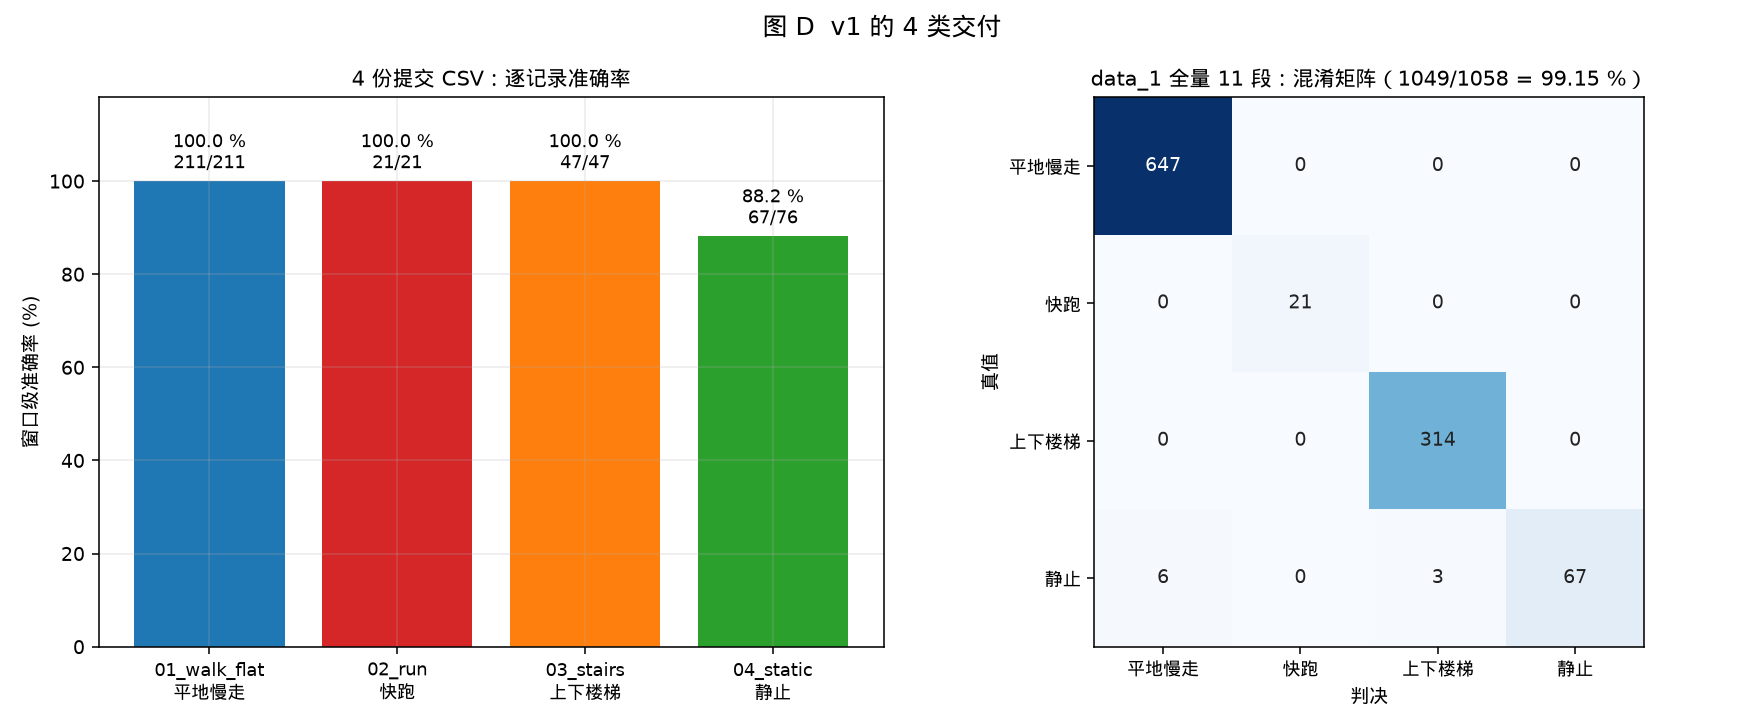 图 D  v1 的 4 类交付
4 份提交 CSV：逐记录准确率
100.0 %
211/211
100.0 %
21/21
100.0 %
47/47
88.2 %
67/76
窗口级准确率 (%)
100
80
60
40
20
0
01_walk_flat
平地慢走
02_run
快跑
03_stairs
上下楼梯
04_static
静止
data_1 全量 11 段：混淆矩阵（1049/1058 = 99.15 %）
真值
平地慢走
647 0 0 0
快跑
0 21 0 0
上下楼梯
0 0 314 0
静止
6 0 3 67
平地慢走 快跑 上下楼梯 静止
判决